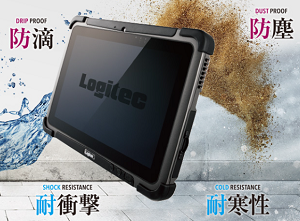 DRIP PROOF
防滴
DUST PROOF
防塵
Logitec
SHOCK RESISTANCE
耐衝撃
COLD RESISTANCE
耐寒性